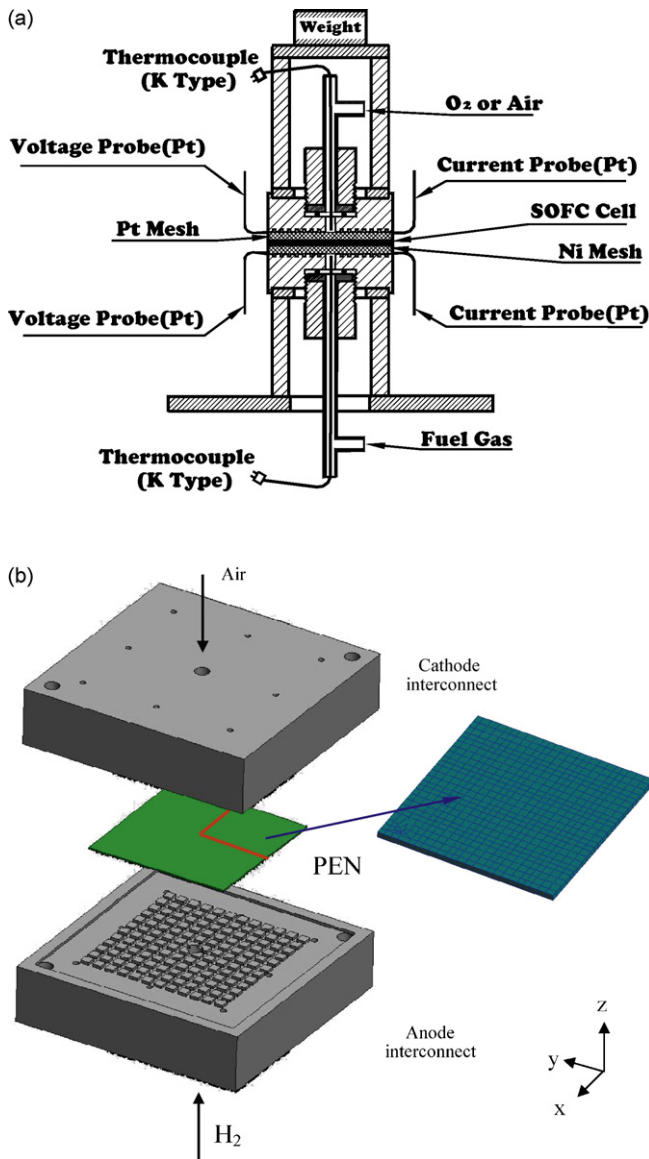 (a)
Weight
Thermocouple
(K Type)
O₂ or Air
Voltage Probe(Pt)
Current Probe(Pt)
Pt Mesh
SOFC Cell
Ni Mesh
Voltage Probe(Pt)
Current Probe(Pt)
Fuel Gas
Thermocouple
(K Type)
(b)
Air
Cathode
interconnect
PEN
Anode
interconnect
z
y
x
H₂